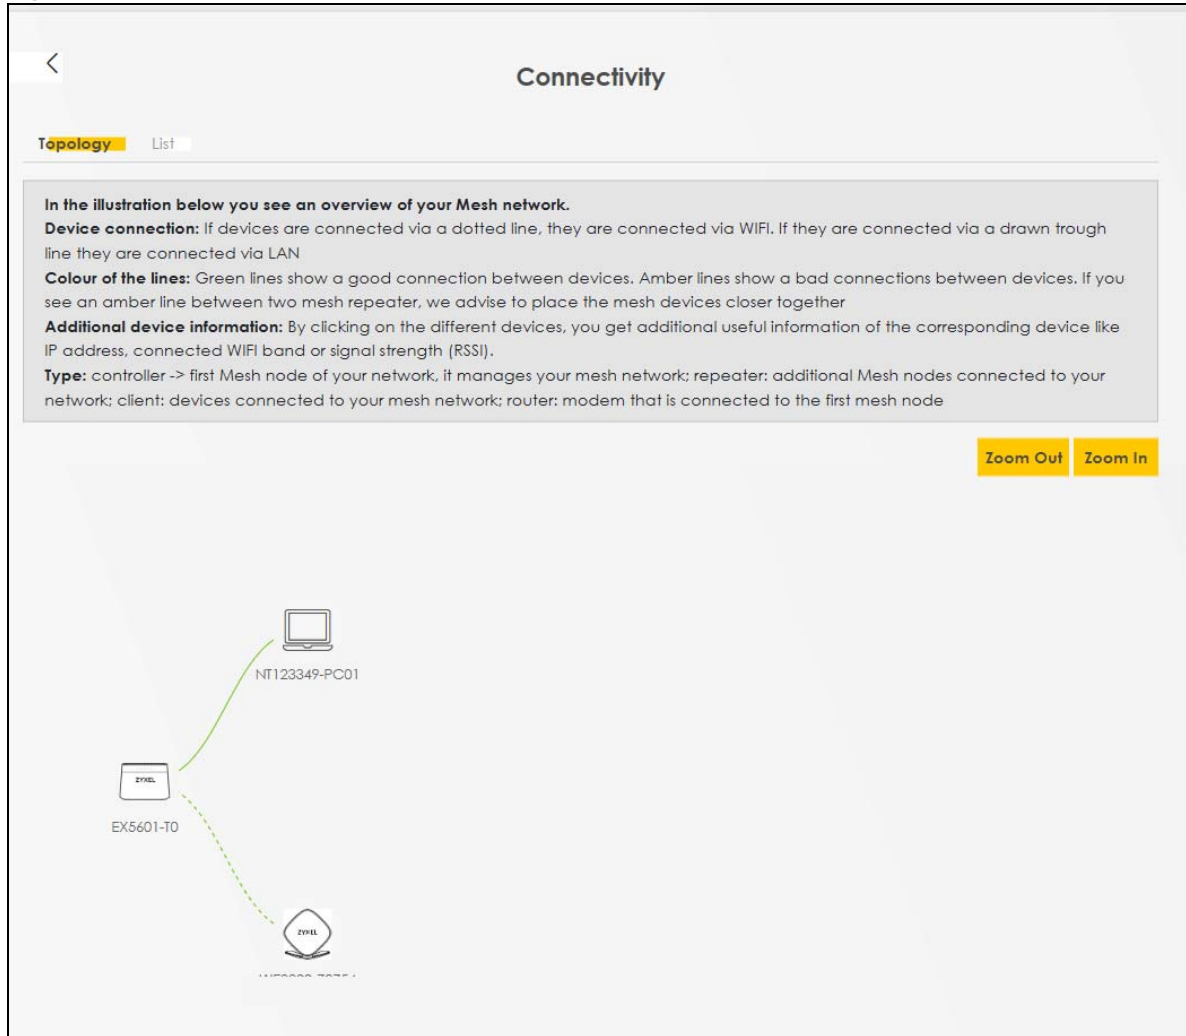 Connectivity
Topology List
In the illustration below you see an overview of your Mesh network.
Device connection: If devices are connected via a dotted line, they are connected via WIFI. If they are connected via a drawn trough
line they are connected via LAN
Colour of the lines: Green lines show a good connection between devices. Amber lines show a bad connections between devices. If you
see an amber line between two mesh repeater, we advise to place the mesh devices closer together
Additional device information: By clicking on the different devices, you get additional useful information of the corresponding device like
IP address, connected WIFI band or signal strength (RSSI).
Type: controller -> first Mesh node of your network, it manages your mesh network; repeater: additional Mesh nodes connected to your
network; client: devices connected to your mesh network; router: modem that is connected to the first mesh node
Zoom Out Zoom In
NT123349-PC01
ZYXEL
EX5601-T0
ZYXEL